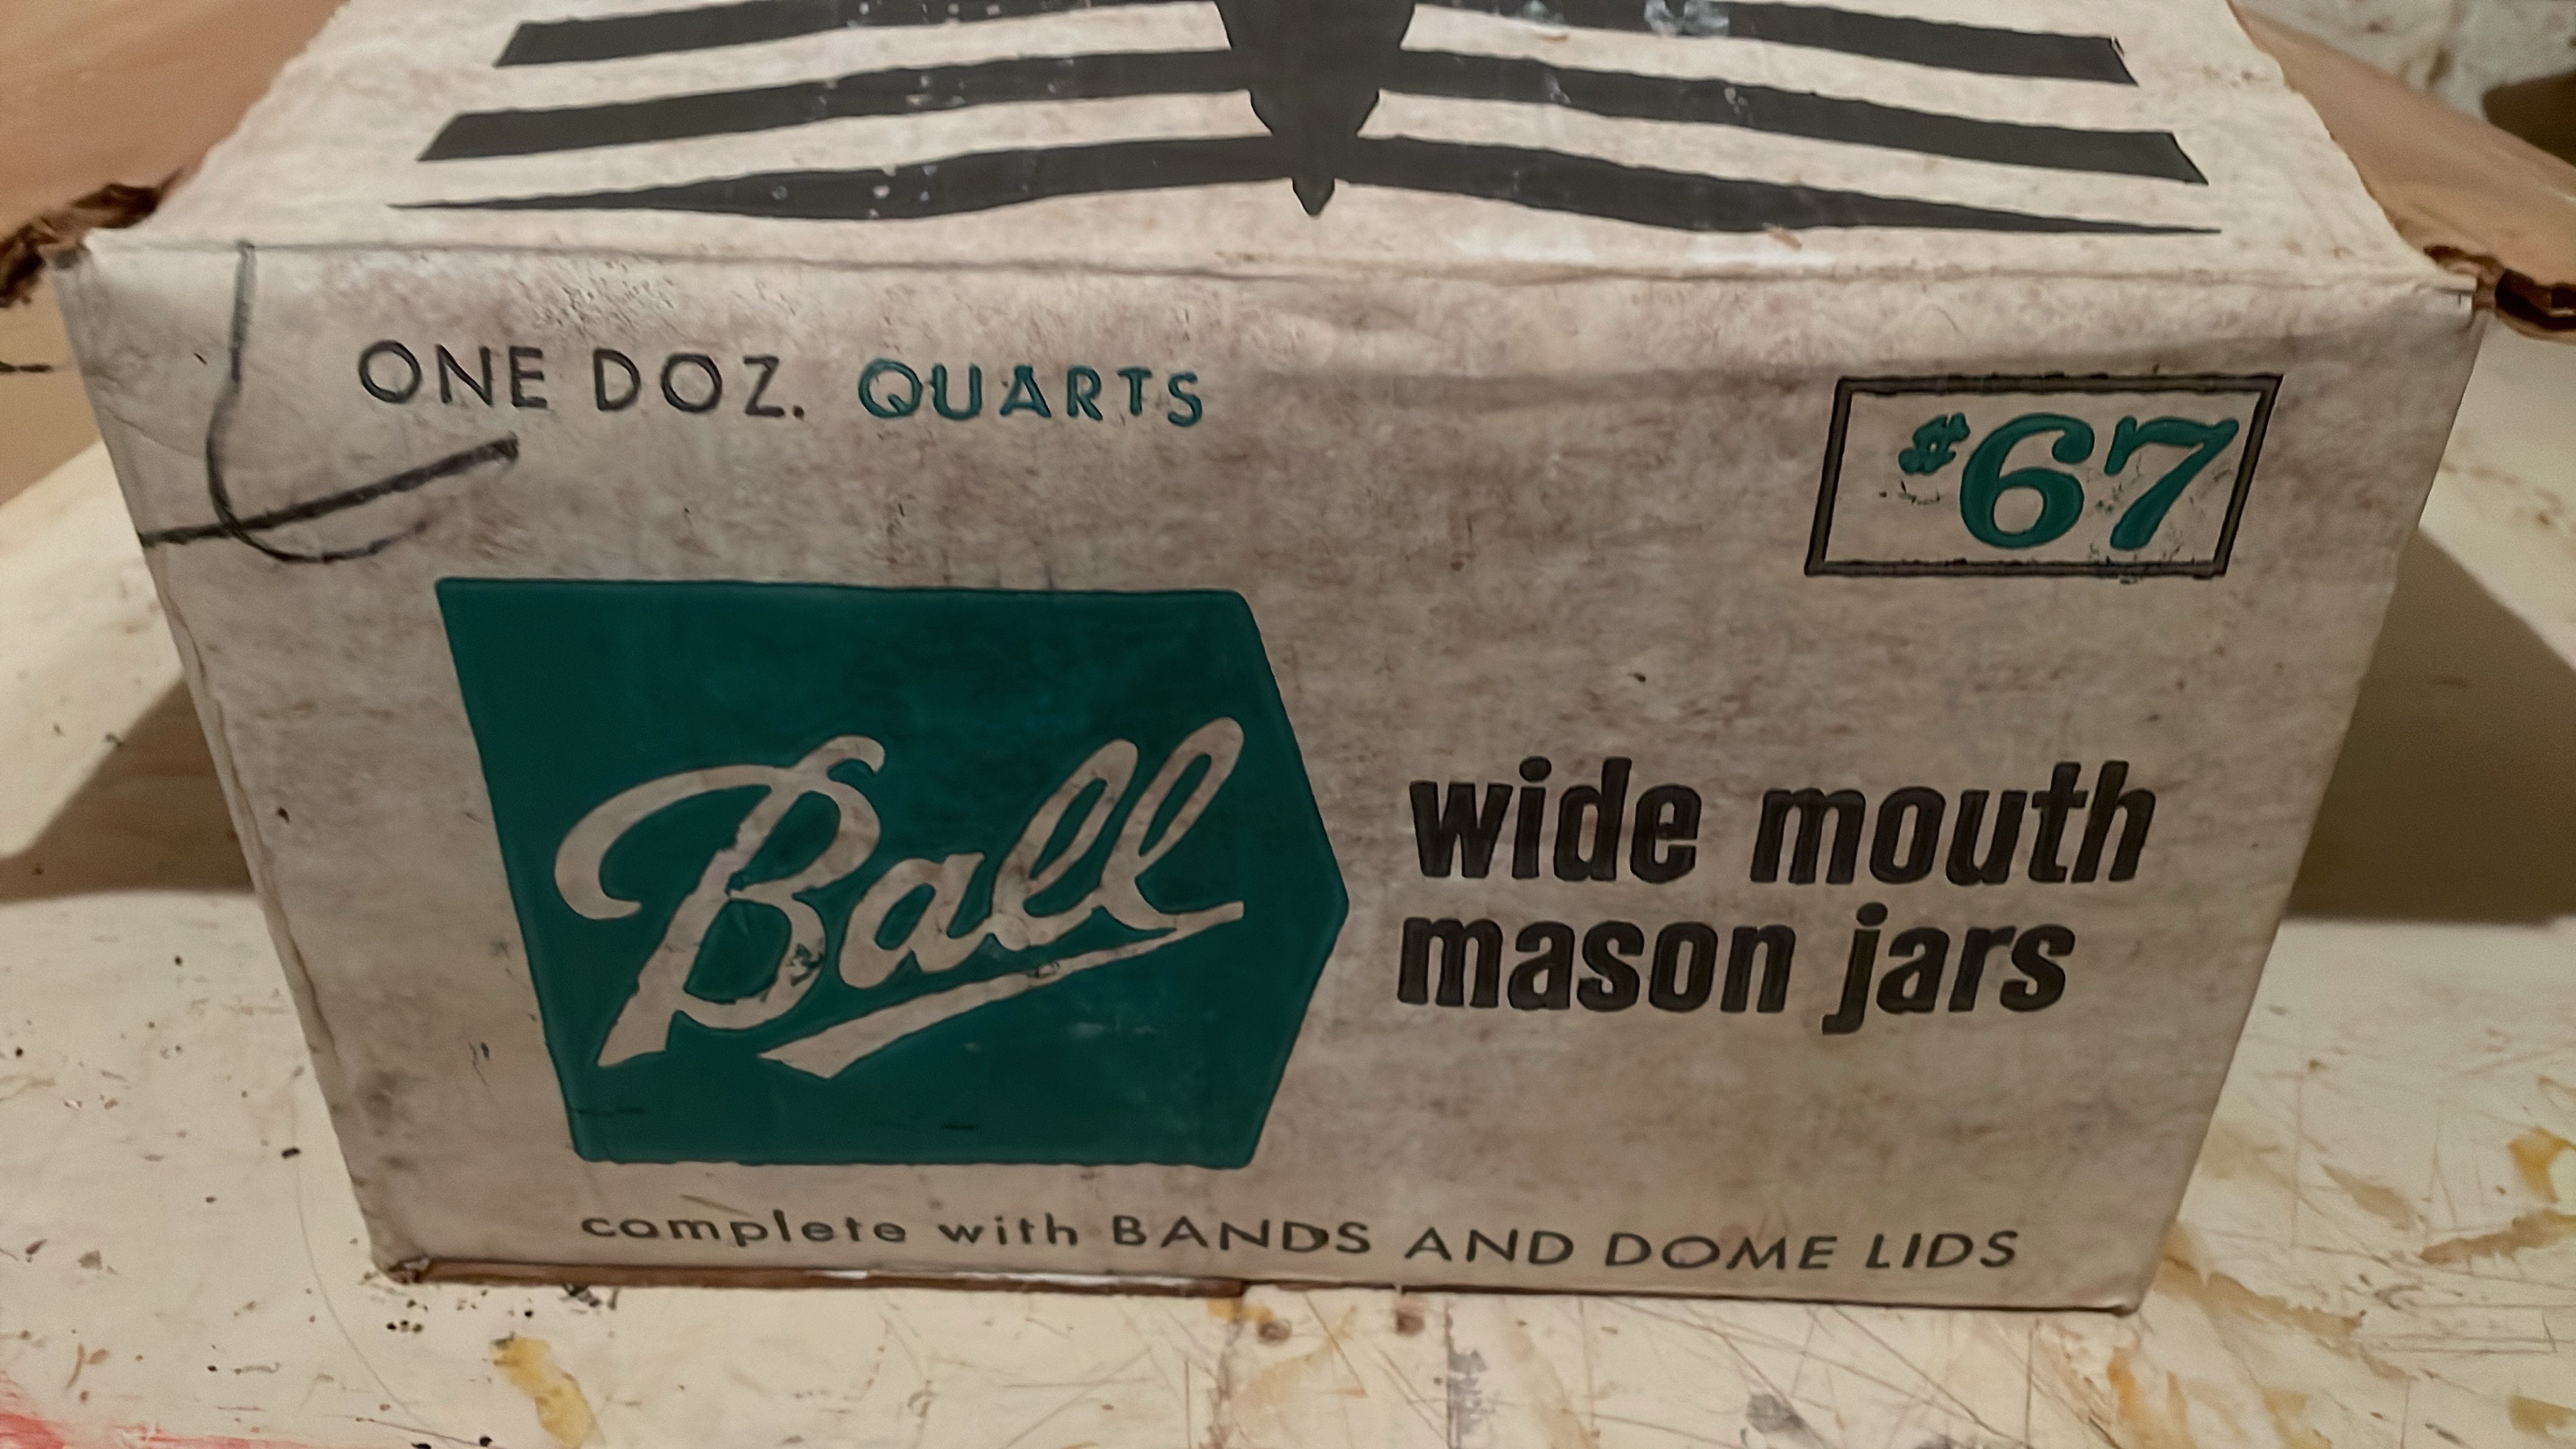 ONE DOZ. QUARTS
#67
Ball
wide mouth
mason jars
complete with BANDS AND DOME LIDS